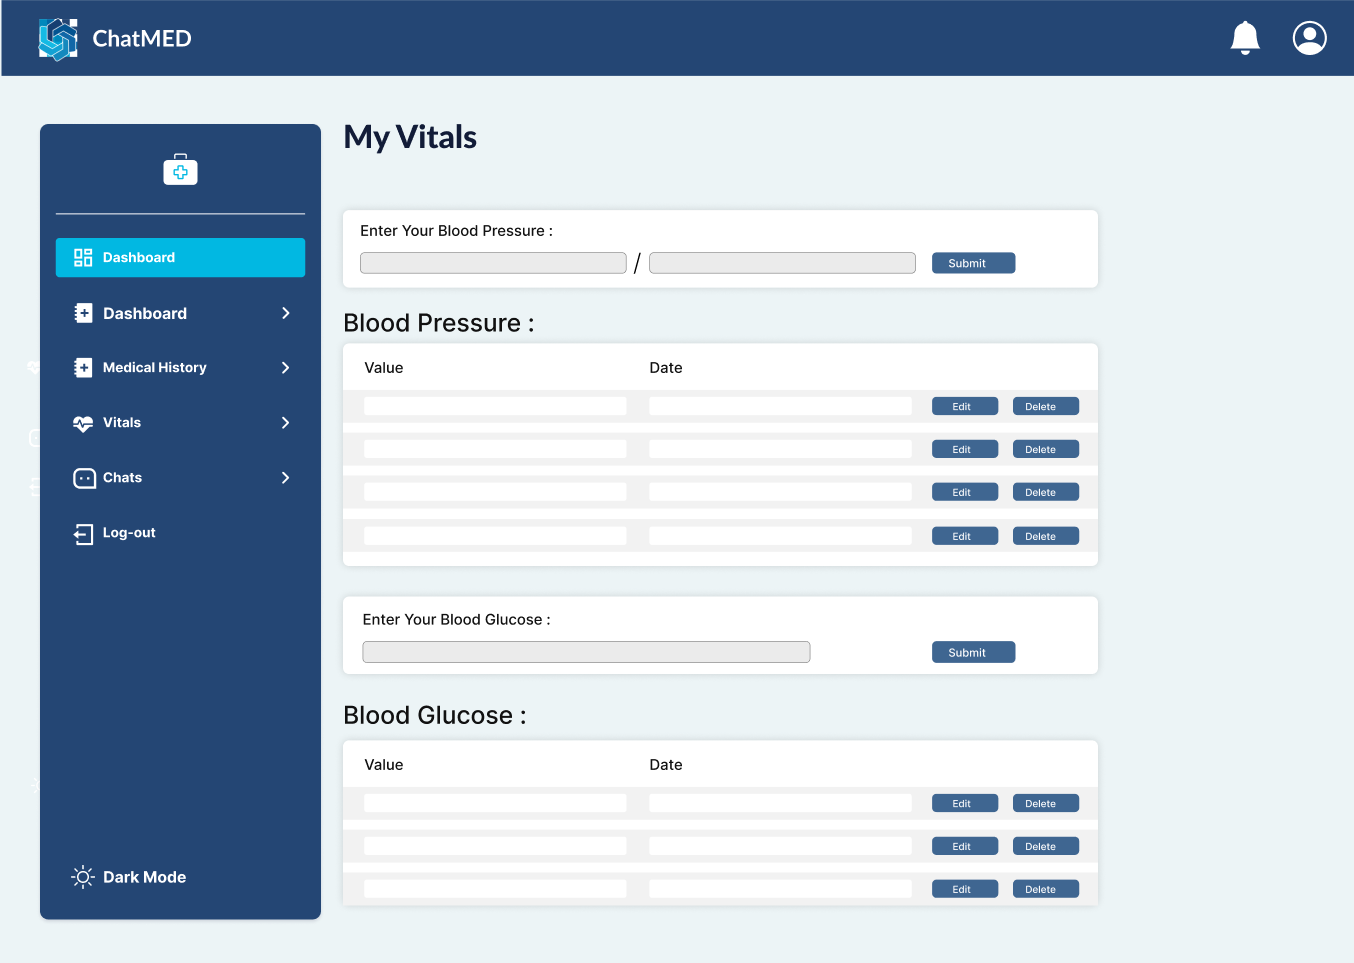 ChatMED
My Vitals
Dashboard
Dashboard
Medical History
Vitals
Chats
Log-out
Dark Mode
Enter Your Blood Pressure :
/
Submit
Blood Pressure :
Value Date
Edit Delete
Edit Delete
Edit Delete
Edit Delete
Enter Your Blood Glucose :
Submit
Blood Glucose :
Value Date
Edit Delete
Edit Delete
Edit Delete